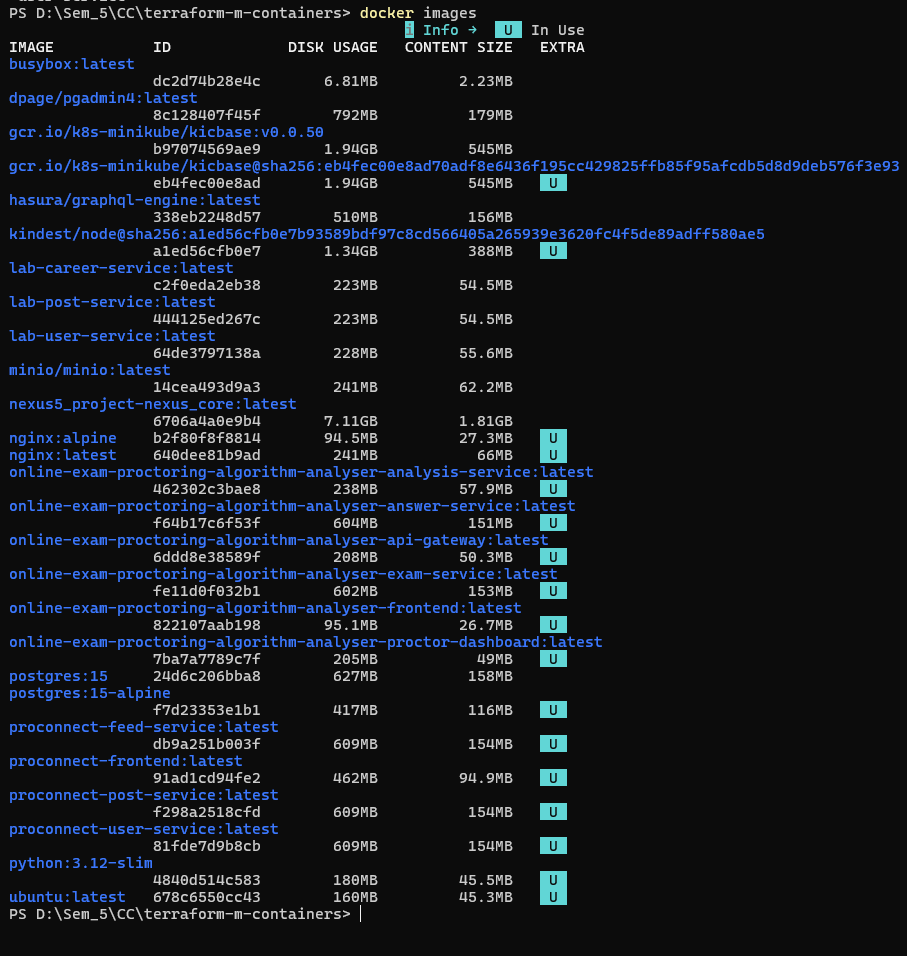 PS D:\Sem_5\CC\terraform-m-containers> docker images
i Info → U In Use
IMAGE ID DISK USAGE CONTENT SIZE EXTRA
busybox:latest
dc2d74b28e4c 6.81MB 2.23MB
dpage/pgadmin4:latest
8c128407f45f 792MB 179MB
gcr.io/k8s-minikube/kicbase:v0.0.50
b97074569ae9 1.94GB 545MB
gcr.io/k8s-minikube/kicbase@sha256:eb4fec00e8ad70adf8e6436f195cc429825ffb85f95afcdb5d8d9deb576f3e93
eb4fec00e8ad 1.94GB 545MB U
hasura/graphql-engine:latest
338eb2248d57 510MB 156MB
kindest/node@sha256:a1ed56cfb0e7b93589bdf97c8cd566405a265939e3620fc4f5de89adff580ae5
a1ed56cfb0e7 1.34GB 388MB U
lab-career-service:latest
c2f0eda2eb38 223MB 54.5MB
lab-post-service:latest
444125ed267c 223MB 54.5MB
lab-user-service:latest
64de3797138a 228MB 55.6MB
minio/minio:latest
14cea493d9a3 241MB 62.2MB
nexus5_project-nexus_core:latest
6706a4a0e9b4 7.11GB 1.81GB
nginx:alpine b2f80f8f8814 94.5MB 27.3MB U
nginx:latest 640dee81b9ad 241MB 66MB U
online-exam-proctoring-algorithm-analyser-analysis-service:latest
462302c3bae8 238MB 57.9MB U
online-exam-proctoring-algorithm-analyser-answer-service:latest
f64b17c6f53f 604MB 151MB U
online-exam-proctoring-algorithm-analyser-api-gateway:latest
6ddd8e38589f 208MB 50.3MB U
online-exam-proctoring-algorithm-analyser-exam-service:latest
fe11d0f032b1 602MB 153MB U
online-exam-proctoring-algorithm-analyser-frontend:latest
822107aab198 95.1MB 26.7MB U
online-exam-proctoring-algorithm-analyser-proctor-dashboard:latest
7ba7a7789c7f 205MB 49MB U
postgres:15 24d6c206bba8 627MB 158MB
postgres:15-alpine
f7d23353e1b1 417MB 116MB U
proconnect-feed-service:latest
db9a251b003f 609MB 154MB U
proconnect-frontend:latest
91ad1cd94fe2 462MB 94.9MB U
proconnect-post-service:latest
f298a2518cfd 609MB 154MB U
proconnect-user-service:latest
81fde7d9b8cb 609MB 154MB U
python:3.12-slim
4840d514c583 180MB 45.5MB U
ubuntu:latest 678c6550cc43 160MB 45.3MB U
PS D:\Sem_5\CC\terraform-m-containers>